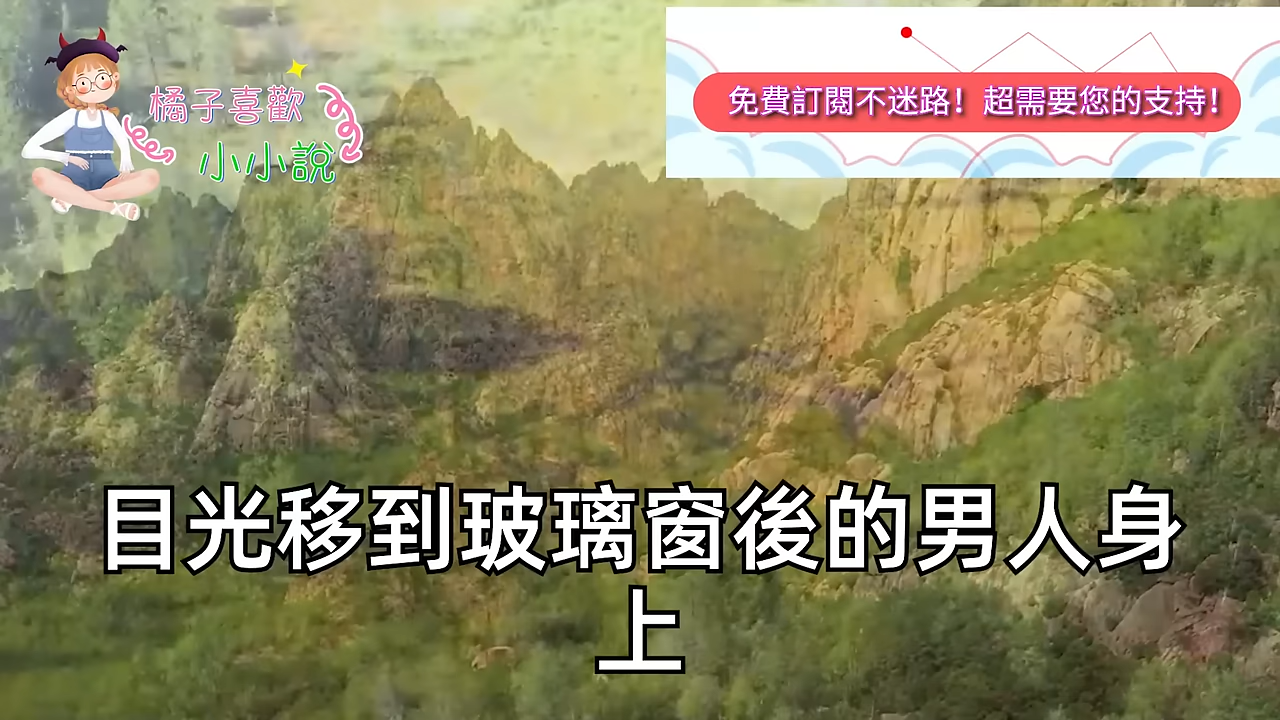 橘子喜歡
小小說
免費訂閱不迷路！超需要您的支持！
目光移到玻璃窗後的男人身
上